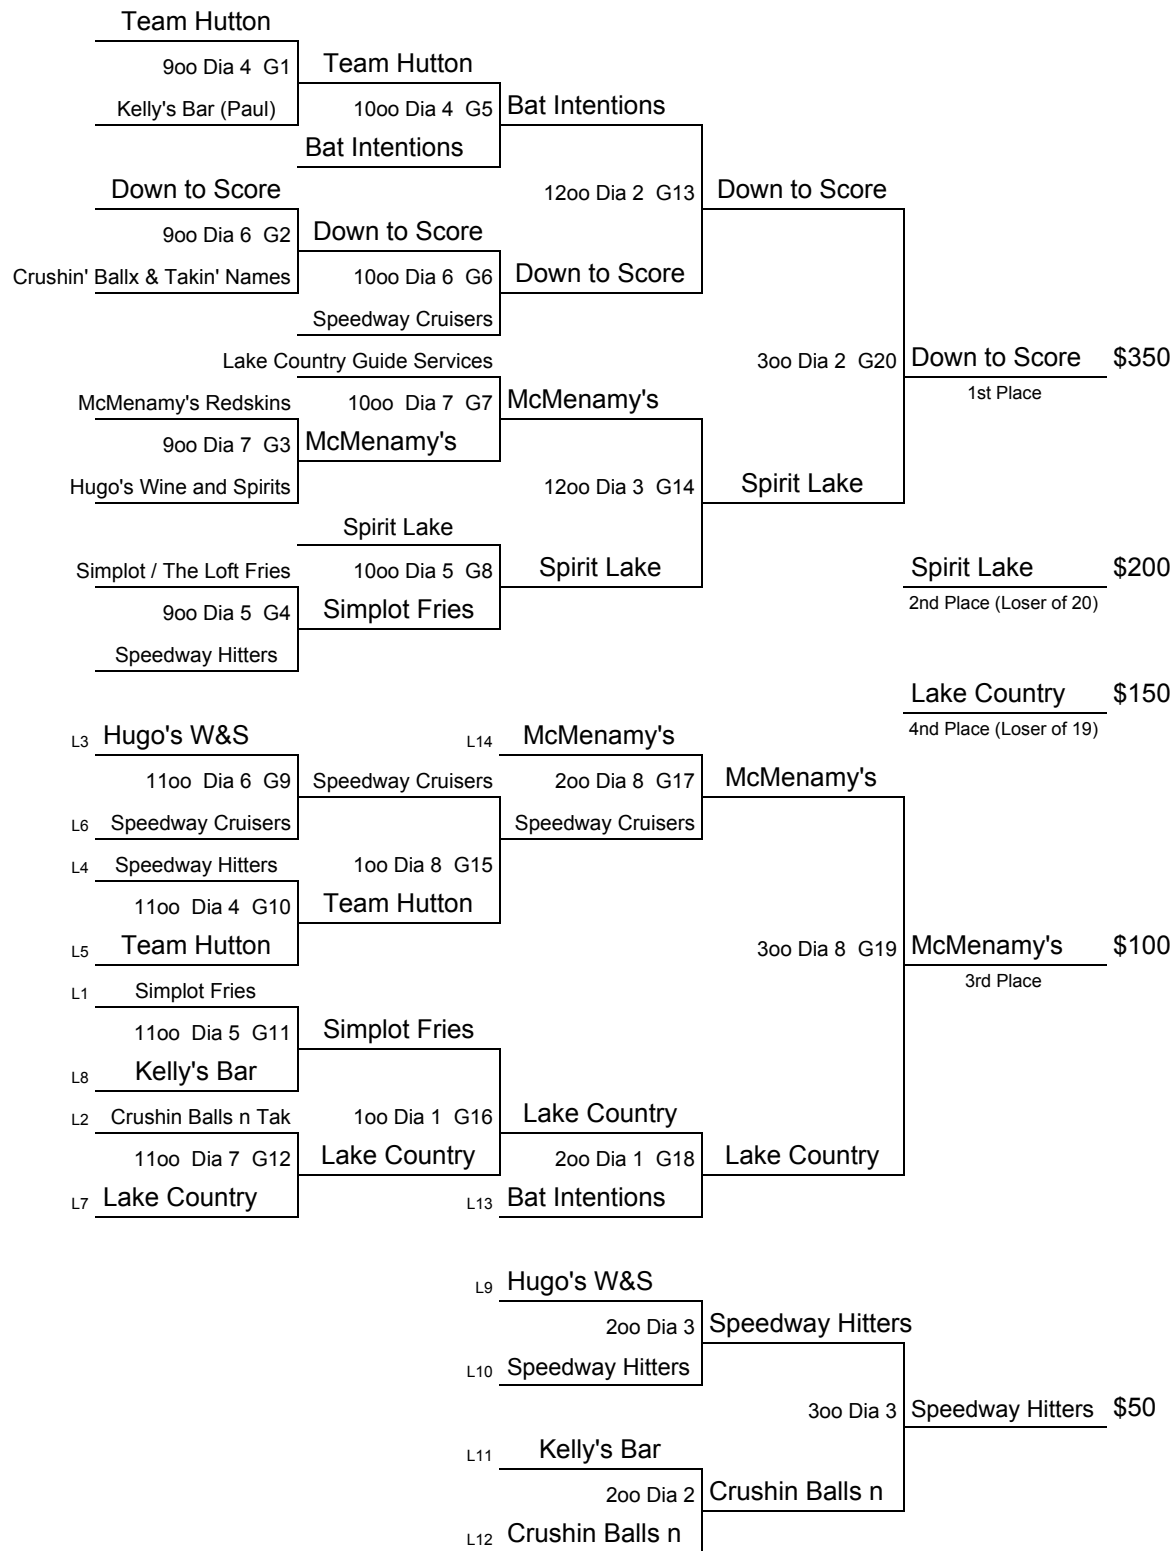 Team Hutton
9oo Dia 4 G1
Team Hutton
Kelly's Bar (Paul)
10oo Dia 4 G5
Bat Intentions
Bat Intentions
Down to Score
12oo Dia 2 G13
Down to Score
9oo Dia 6 G2
Down to Score
Crushin' Ballx & Takin' Names
10oo Dia 6 G6
Down to Score
Speedway Cruisers
Lake Country Guide Services
3oo Dia 2 G20
Down to Score
$350
1st Place
McMenamy's Redskins
10oo Dia 7 G7
McMenamy's
9oo Dia 7 G3
McMenamy's
Hugo's Wine and Spirits
12oo Dia 3 G14
Spirit Lake
Spirit Lake
Simplot / The Loft Fries
10oo Dia 5 G8
Spirit Lake
Spirit Lake
$200
2nd Place (Loser of 20)
9oo Dia 5 G4
Simplot Fries
Speedway Hitters
Lake Country
$150
4nd Place (Loser of 19)
L3 Hugo's W&S
L14 McMenamy's
11oo Dia 6 G9
Speedway Cruisers
2oo Dia 8 G17
McMenamy's
L6 Speedway Cruisers
Speedway Cruisers
L4 Speedway Hitters
1oo Dia 8 G15
11oo Dia 4 G10
Team Hutton
L5 Team Hutton
3oo Dia 8 G19
McMenamy's
$100
3rd Place
L1 Simplot Fries
11oo Dia 5 G11
Simplot Fries
L8 Kelly's Bar
L2 Crushin Balls n Tak
1oo Dia 1 G16
Lake Country
11oo Dia 7 G12
Lake Country
2oo Dia 1 G18
Lake Country
L7 Lake Country
L13 Bat Intentions
L9 Hugo's W&S
2oo Dia 3
Speedway Hitters
L10 Speedway Hitters
3oo Dia 3
Speedway Hitters
$50
L11 Kelly's Bar
2oo Dia 2
Crushin Balls n
L12 Crushin Balls n